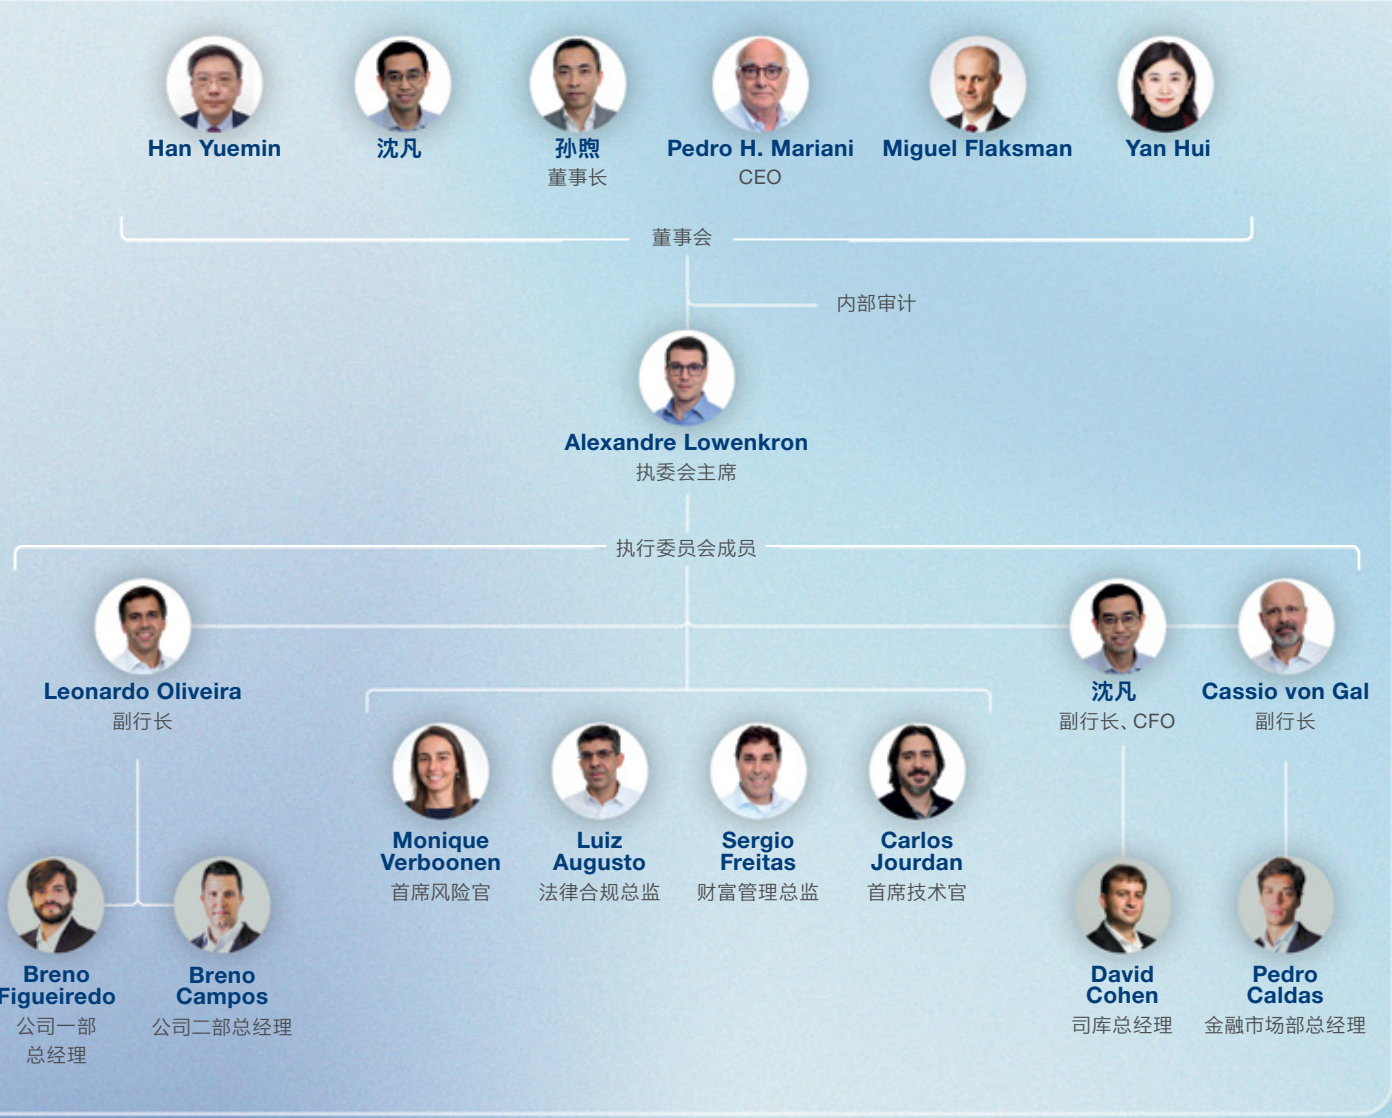 Han Yuemin
沈凡
孙煦
董事长
Pedro H. Mariani
CEO
Miguel Flaksman
Yan Hui
董事会
内部审计
Alexandre Lowenkron
执委会主席
执行委员会成员
Leonardo Oliveira
副行长
沈凡
副行长、CFO
Cassio von Gal
副行长
Monique
Verboonen
首席风险官
Luiz
Augusto
法律合规总监
Sergio
Freitas
财富管理总监
Carlos
Jourdan
首席技术官
Breno
Figueiredo
公司一部
总经理
Breno
Campos
公司二部总经理
David
Cohen
司库总经理
Pedro
Caldas
金融市场部总经理